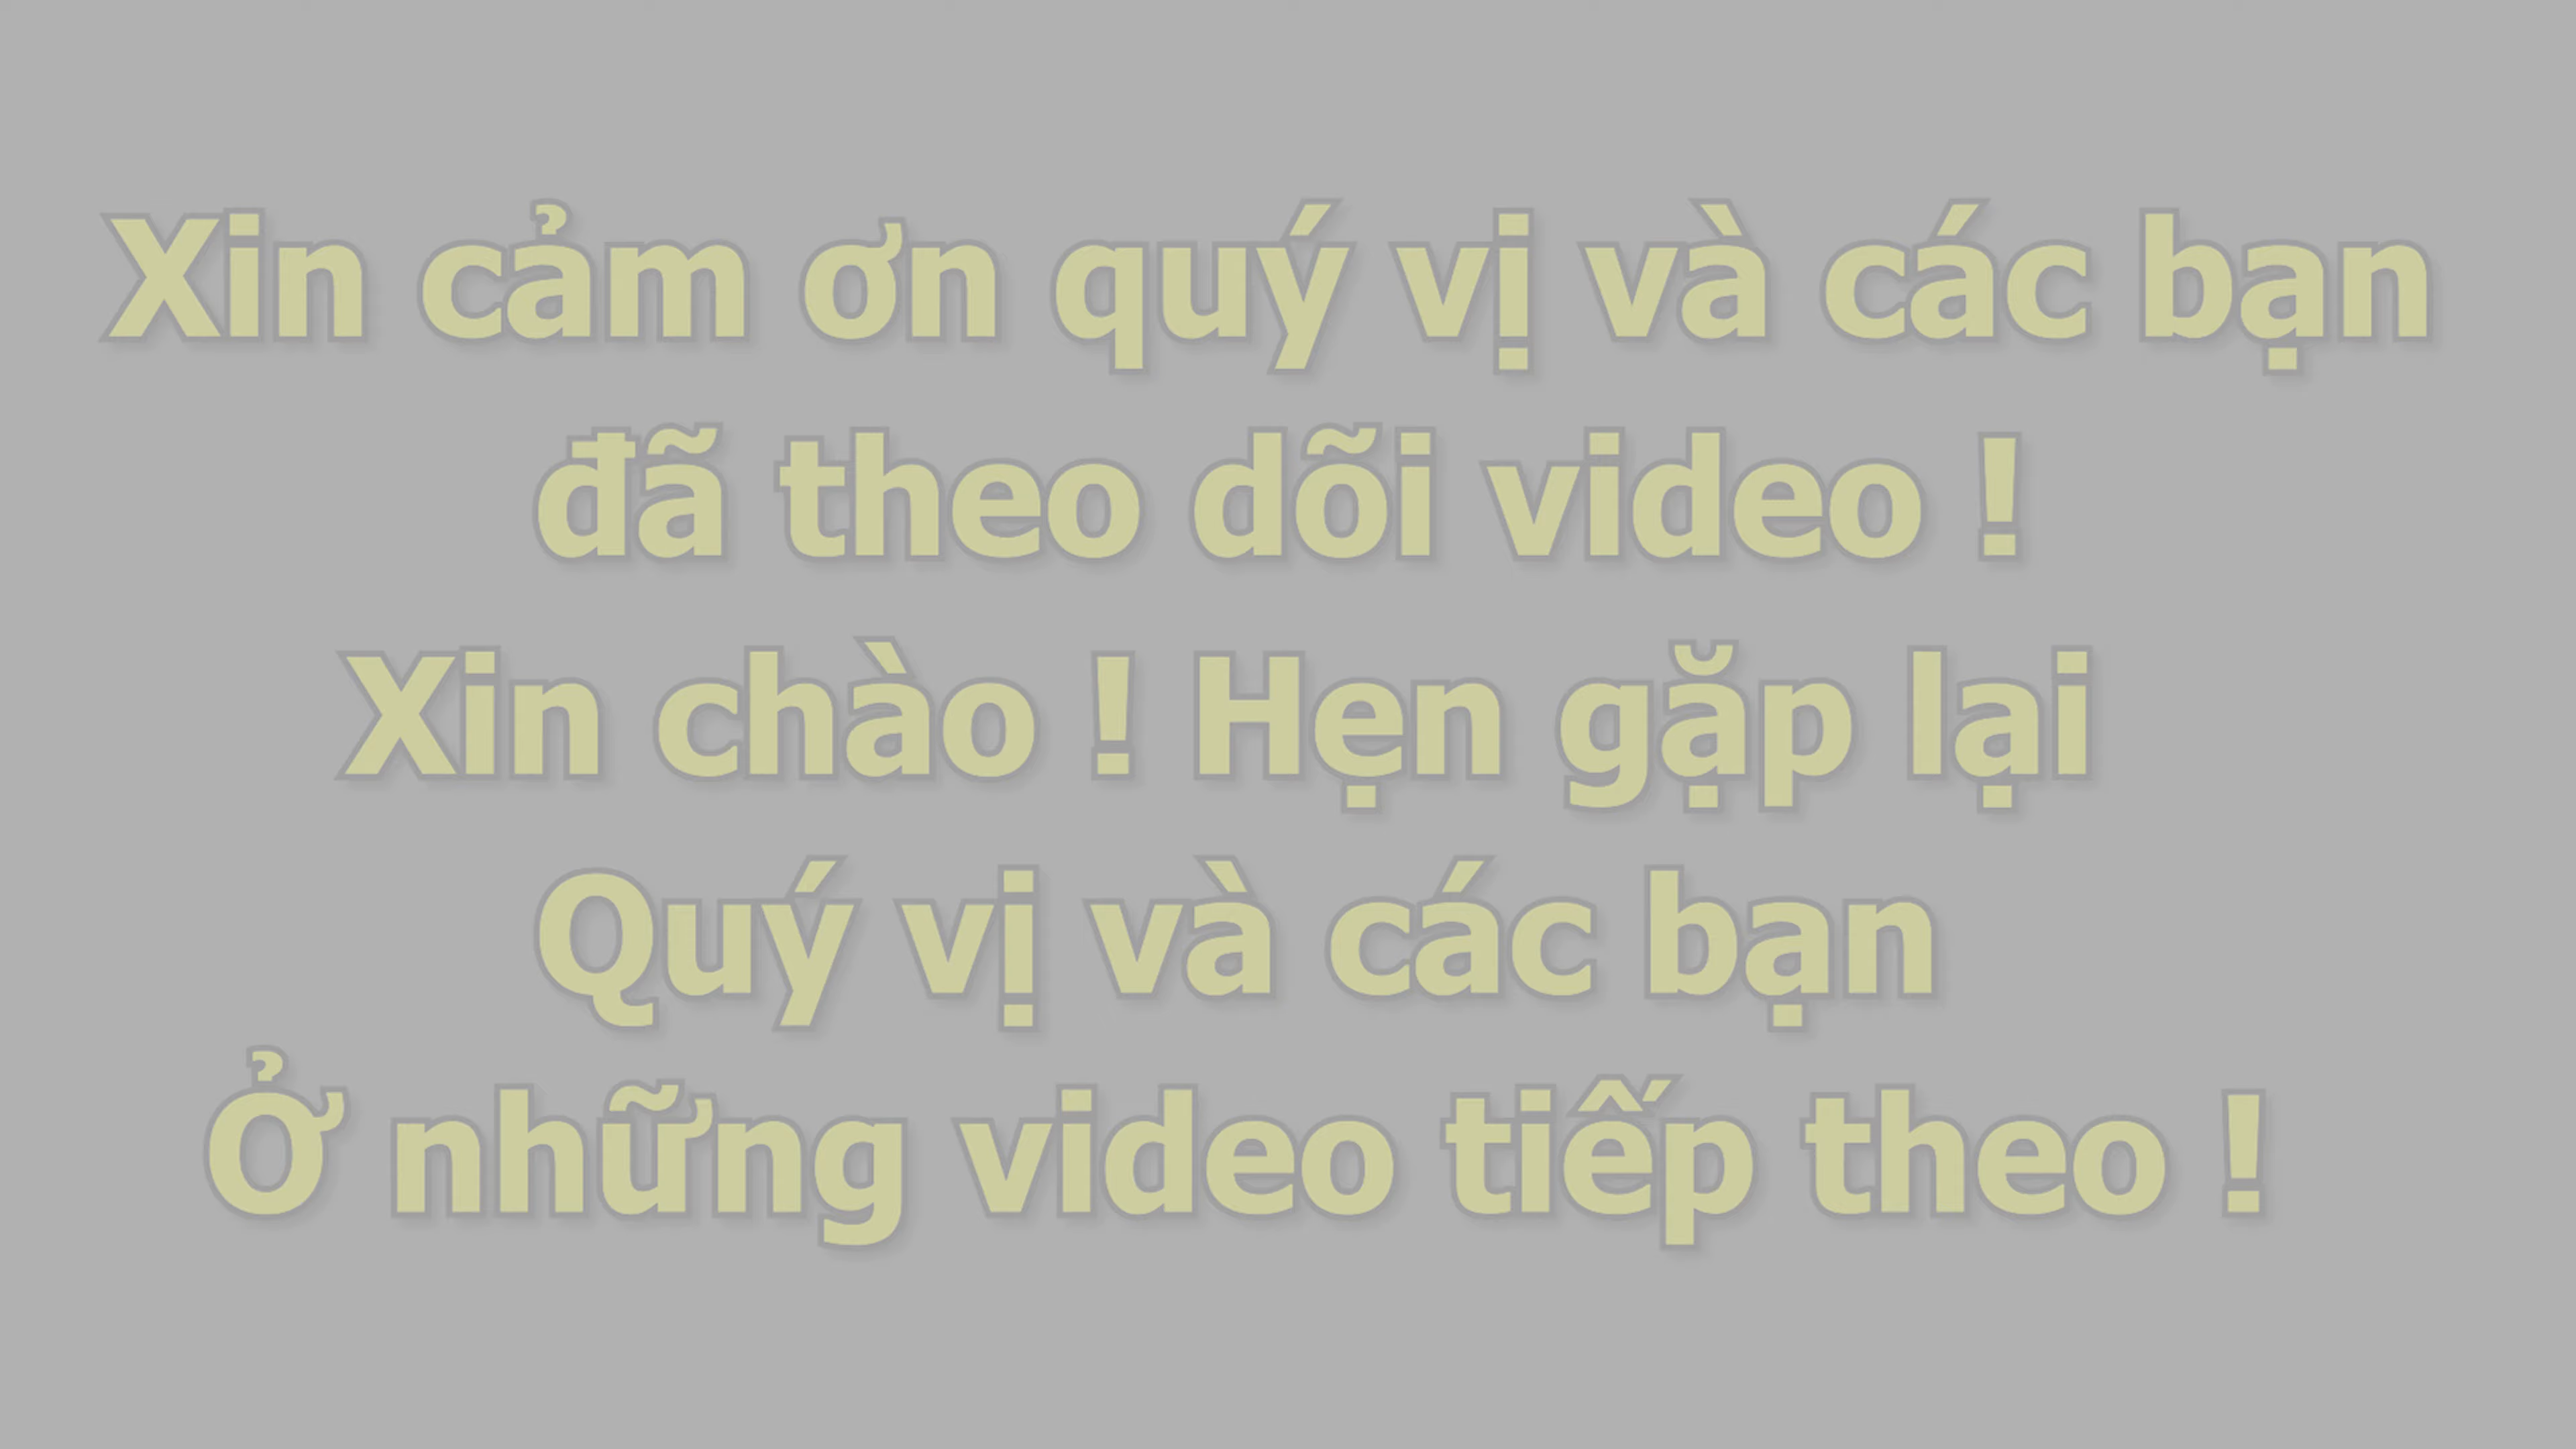 Xin cảm ơn quý vị và các bạn
đã theo dõi video !
Xin chào ! Hẹn gặp lại
Quý vị và các bạn
Ở những video tiếp theo !